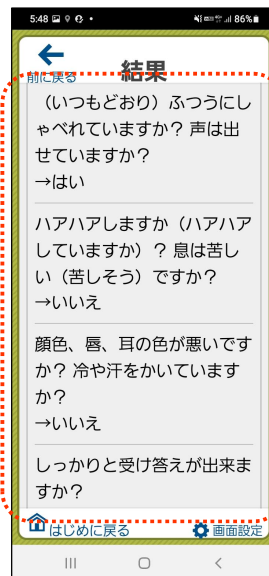 5:48 86%
結果
前に戻る
（いつもどおり）ふつうにし
ゃべれていますか？声は出
せていますか？
→はい
ハアハアしますか（ハアハア
していますか）？息は苦し
い（苦しそう）ですか？
→いいえ
顔色、唇、耳の色が悪いです
か？冷や汗をかいています
か？
→いいえ
しっかりと受け答えが出来ま
すか？
はじめに戻る 画面設定